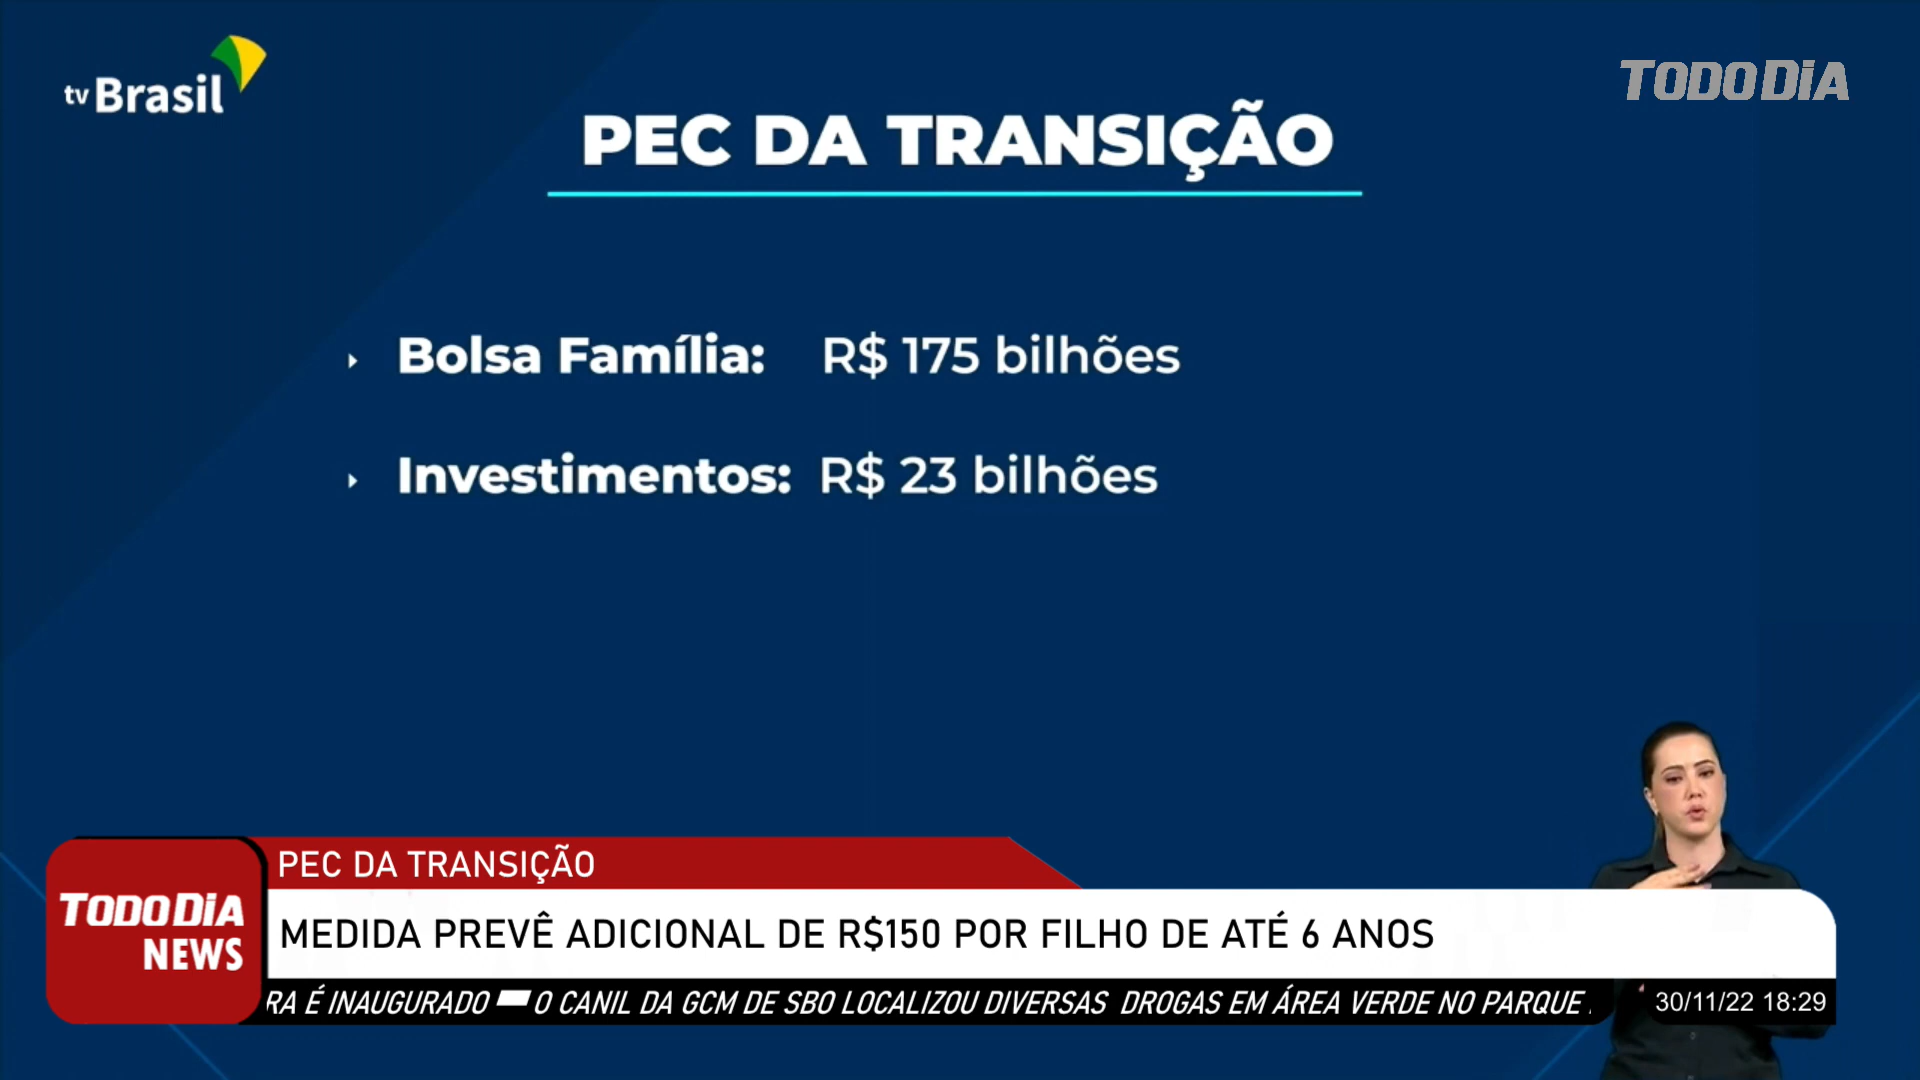 tv Brasil
TODODiA
PEC DA TRANSIÇÃO
Bolsa Família: R$ 175 bilhões
Investimentos: R$ 23 bilhões
PEC DA TRANSIÇÃO
TODODiA
NEWS
MEDIDA PREVÊ ADICIONAL DE R$150 POR FILHO DE ATÉ 6 ANOS
RA É INAUGURADO O CANIL DA GCM DE SBO LOCALIZOU DIVERSAS DROGAS EM ÁREA VERDE NO PARQUE
30/11/22 18:29